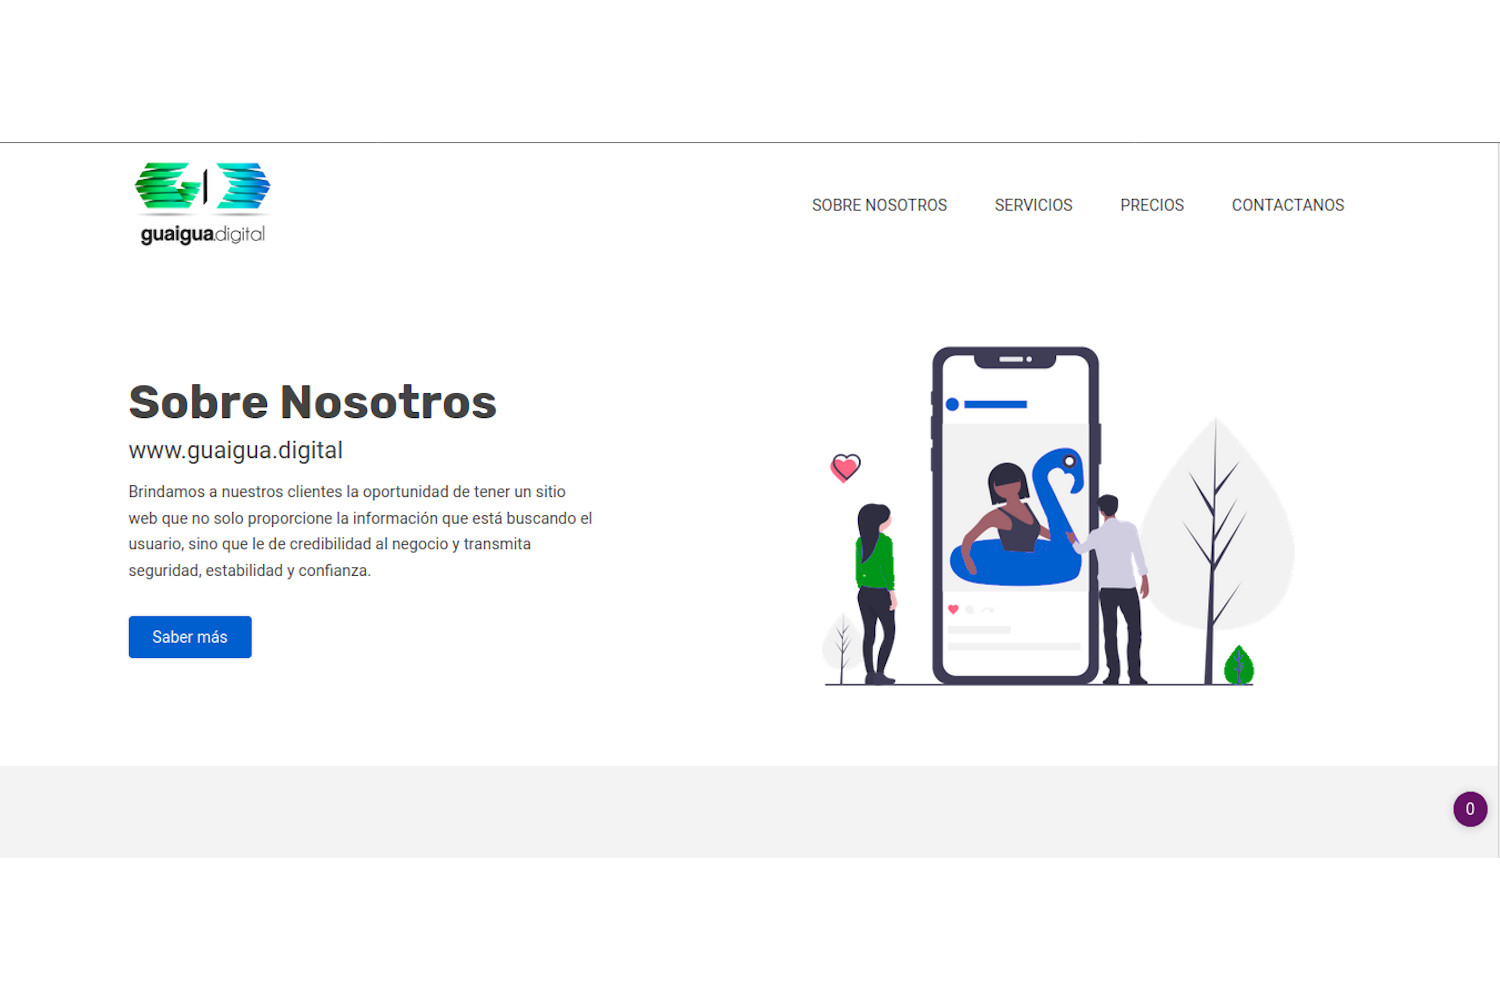 guaigua.digital
SOBRE NOSOTROS SERVICIOS PRECIOS CONTACTANOS
Sobre Nosotros
www.guaigua.digital
Brindamos a nuestros clientes la oportunidad de tener un sitio
web que no solo proporcione la información que está buscando el
usuario, sino que le de credibilidad al negocio y transmita
seguridad, estabilidad y confianza.
Saber más
0